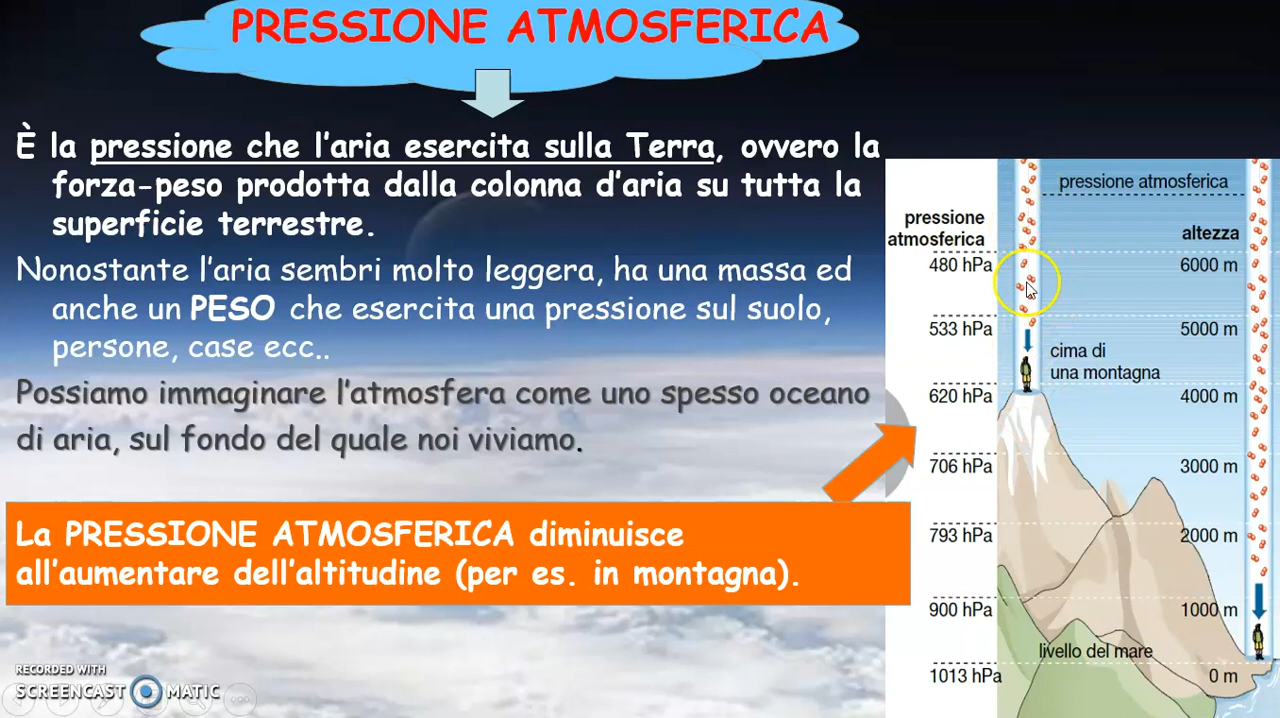 PRESSIONE ATMOSFERICA
È la pressione che l'aria esercita sulla Terra, ovvero la
forza-peso prodotta dalla colonna d'aria su tutta la
superficie terrestre.
Nonostante l'aria sembri molto leggera, ha una massa ed
anche un PESO che esercita una pressione sul suolo,
persone, case ecc..
Possiamo immaginare l'atmosfera come uno spesso oceano
di aria, sul fondo del quale noi viviamo.
La PRESSIONE ATMOSFERICA diminuisce
all'aumentare dell'altitudine (per es. in montagna).
pressione atmosferica
pressione
atmosferica
altezza
480 hPa 6000 m
533 hPa 5000 m
cima di
una montagna
620 hPa 4000 m
706 hPa 3000 m
793 hPa 2000 m
900 hPa 1000 m
livello del mare
1013 hPa 0 m
RECORDED WITH
SCREENCAST MATIC